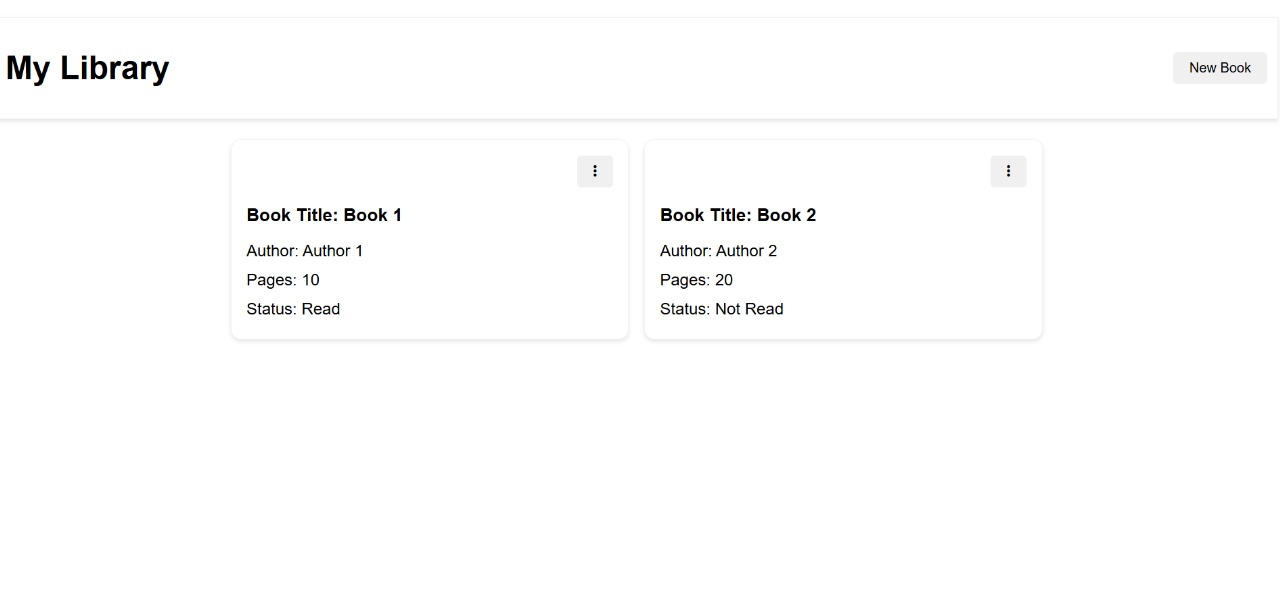 My Library
New Book
Book Title: Book 1
Author: Author 1
Pages: 10
Status: Read
Book Title: Book 2
Author: Author 2
Pages: 20
Status: Not Read